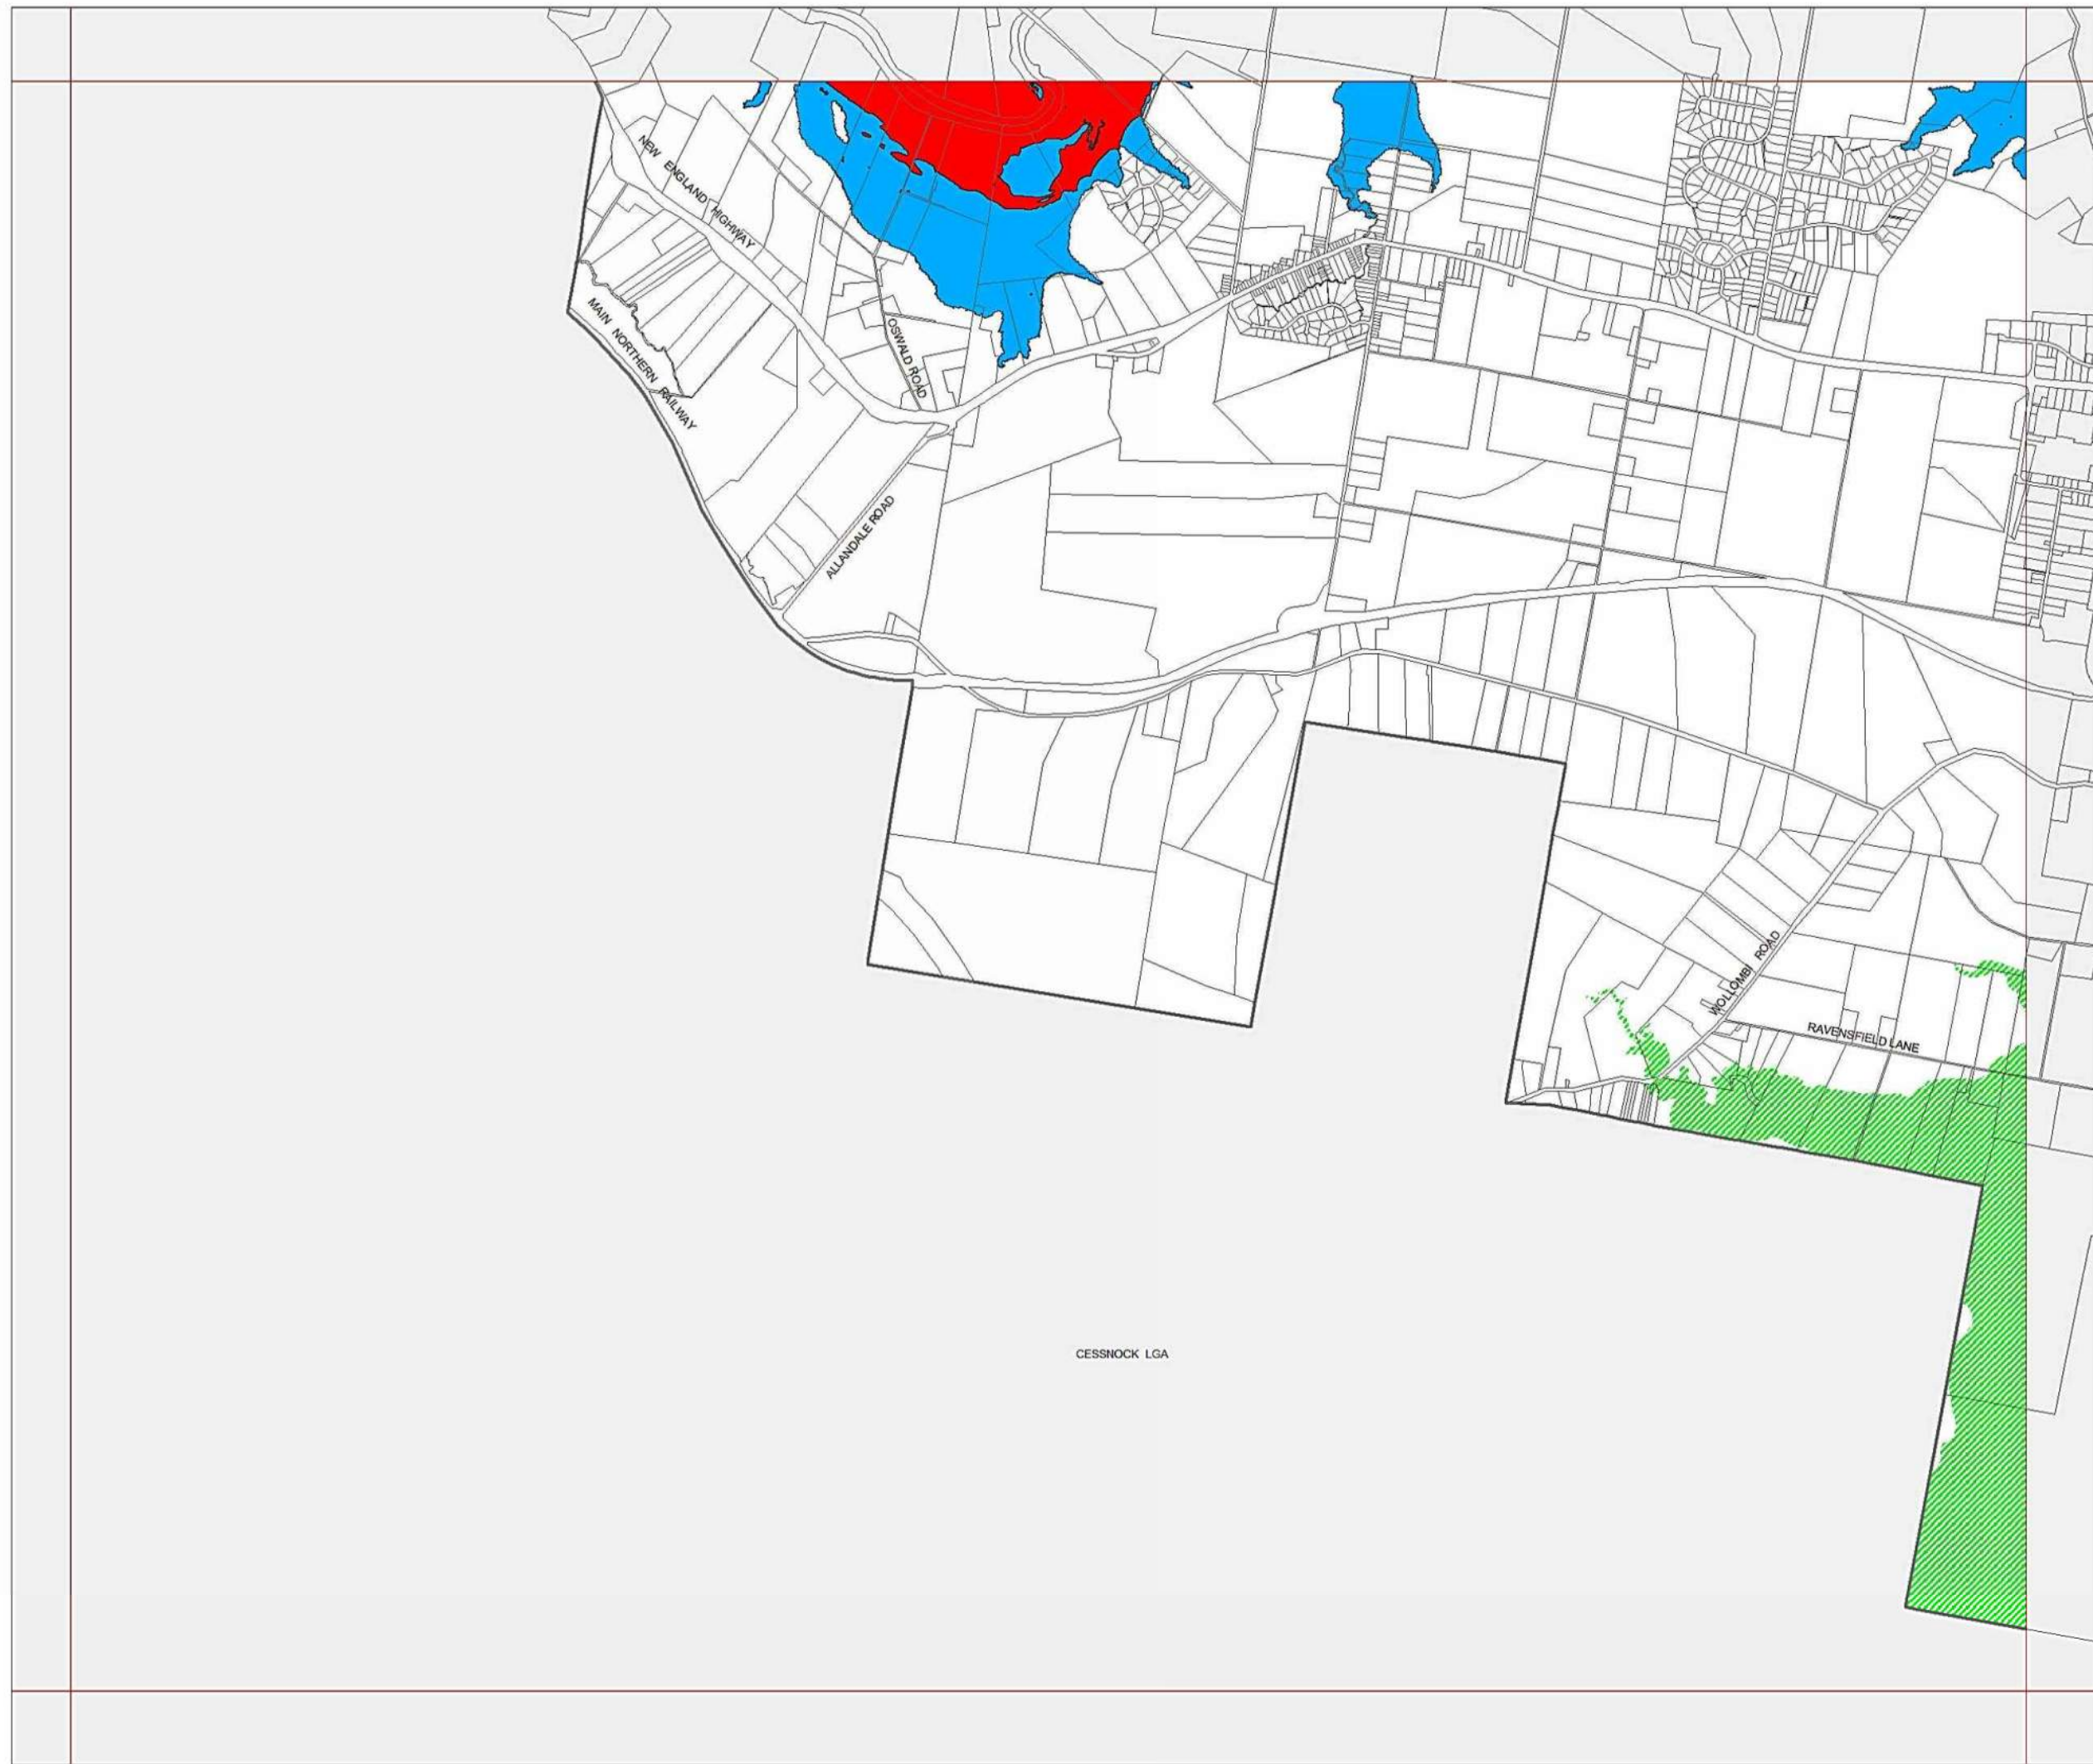 NEW ENGLAND HIGHWAY
MAIN NORTHERN RAILWAY
OSWALD ROAD
ALLANDALE ROAD
WOLLOMBI ROAD
RAVENSFIELD LANE
CESSNOCK LGA